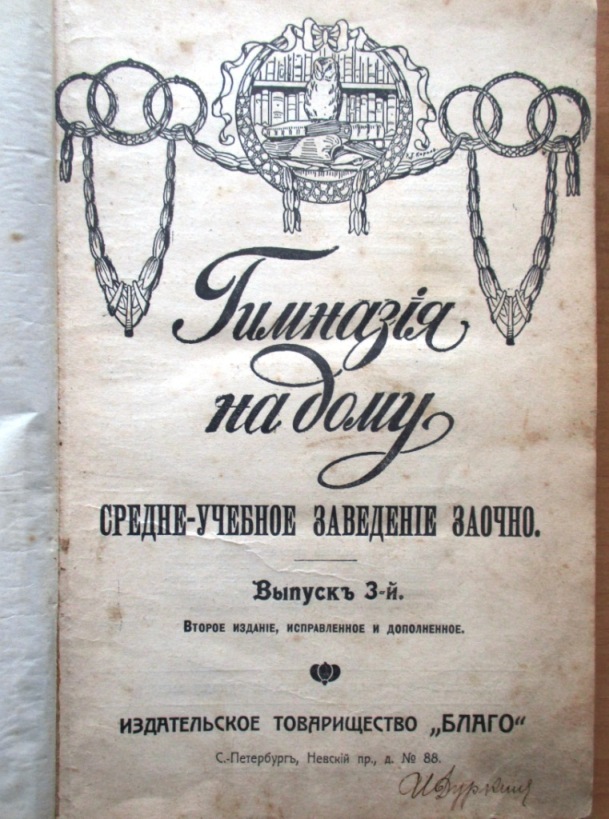 Гимназія
на дому
СРЕДНЕ-УЧЕБНОЕ ЗАВЕДЕНІЕ ЗАОЧНО.
Выпускъ 3-й.
Второе изданіе, исправленное и дополненное.
ИЗДАТЕЛЬСКОЕ ТОВАРИЩЕСТВО „БЛАГО“
С.-Петербургъ, Невскій пр., д. № 88.